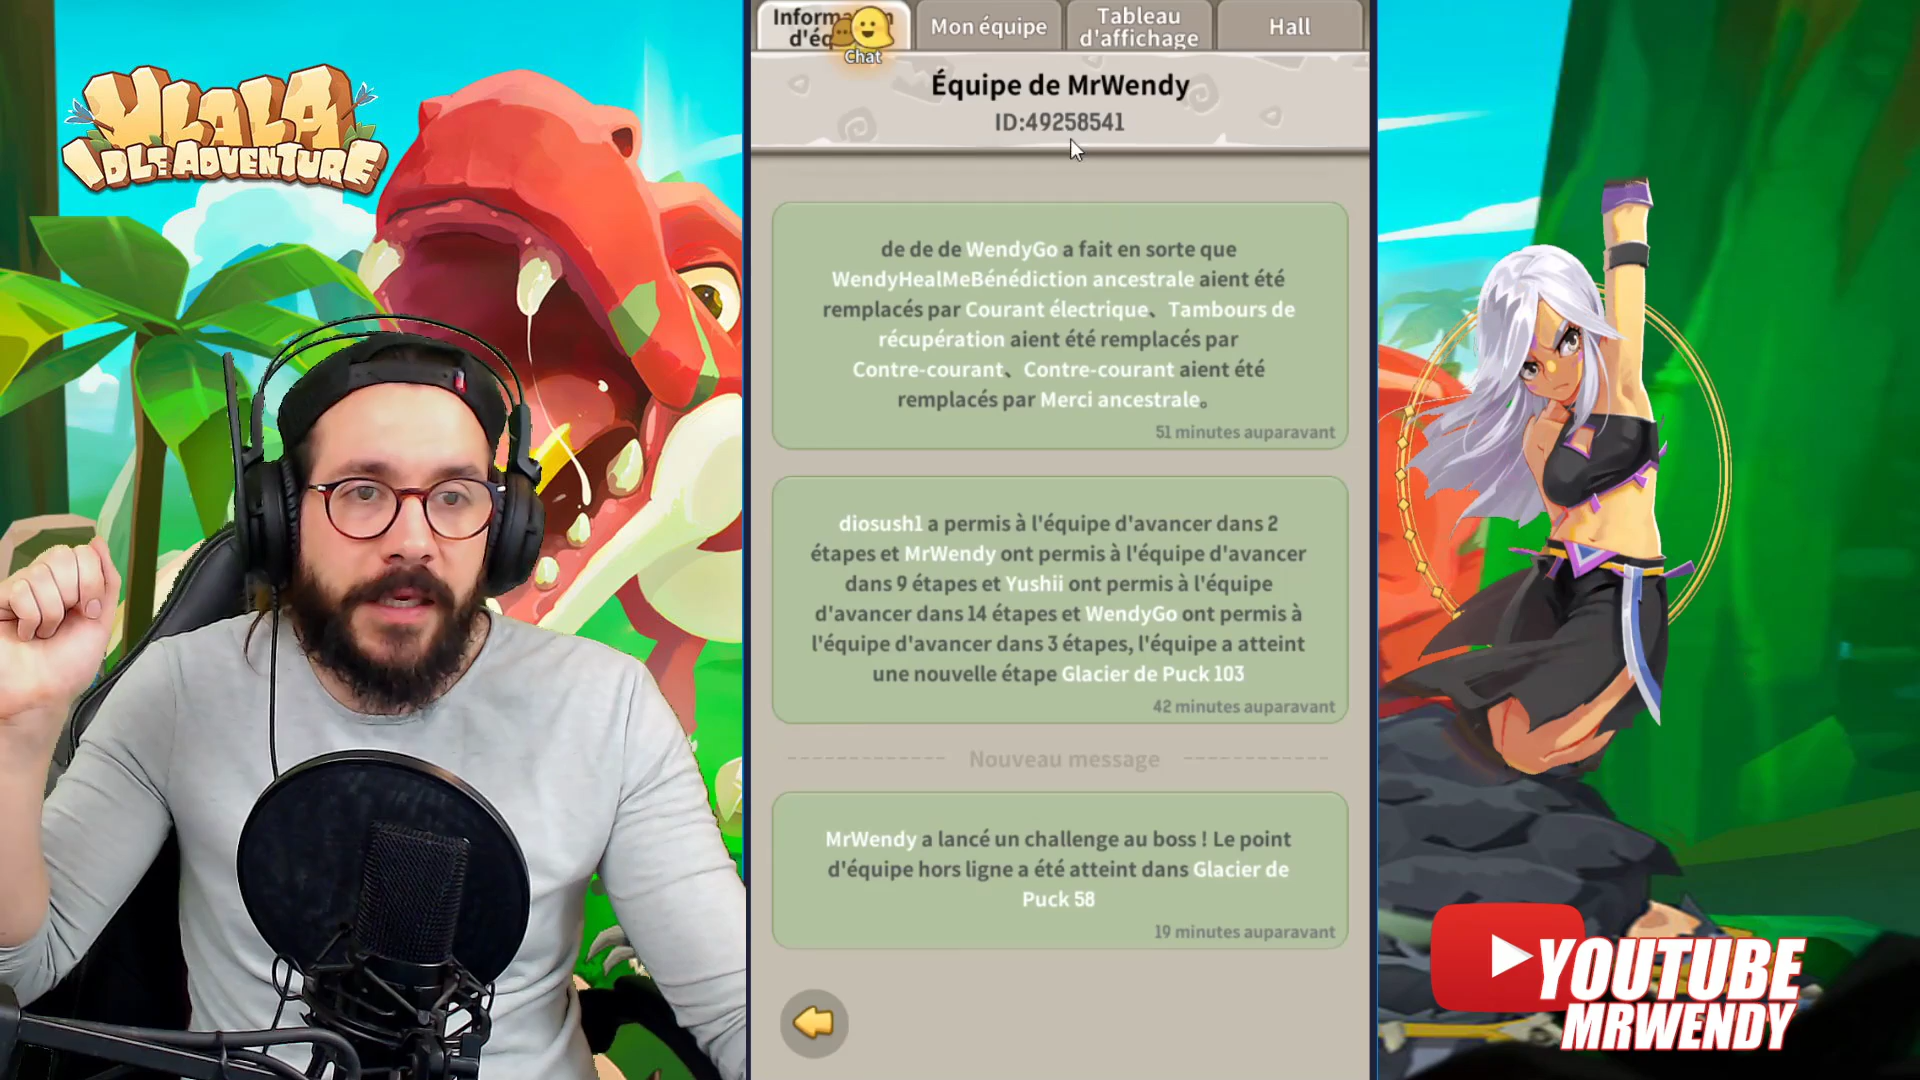 ULALA
IDLE ADVENTURE
d'éq
Chat
Mon équipe
Tableau
d'affichage
Hall
Équipe de MrWendy
ID:49258541
de de de WendyGo a fait en sorte que
WendyHealMeBénédiction ancestrale aient été
remplacés par Courant électrique、Tambours de
récupération aient été remplacés par
Contre-courant、Contre-courant aient été
remplacés par Merci ancestrale。
51 minutes auparavant
diosush1 a permis à l'équipe d'avancer dans 2
étapes et MrWendy ont permis à l'équipe d'avancer
dans 9 étapes et Yushii ont permis à l'équipe
d'avancer dans 14 étapes et WendyGo ont permis à
l'équipe d'avancer dans 3 étapes, l'équipe a atteint
une nouvelle étape Glacier de Puck 103
42 minutes auparavant
Nouveau message
MrWendy a lancé un challenge au boss ! Le point
d'équipe hors ligne a été atteint dans Glacier de
Puck 58
19 minutes auparavant
YOUTUBE
MRWENDY